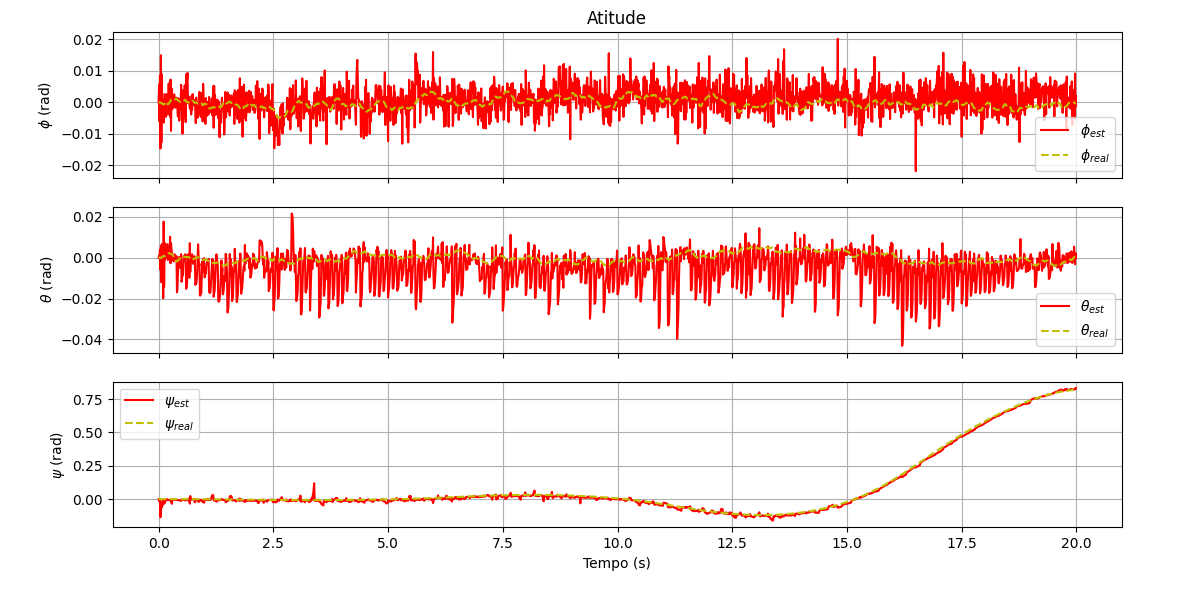 Atitude
0.02
0.01
0.00
−0.01
−0.02
ϕ (rad)
ϕest
ϕreal
0.02
0.00
−0.02
−0.04
θ (rad)
θest
θreal
0.75
0.50
0.25
0.00
ψ (rad)
ψest
ψreal
0.0 2.5 5.0 7.5 10.0 12.5 15.0 17.5 20.0
Tempo (s)